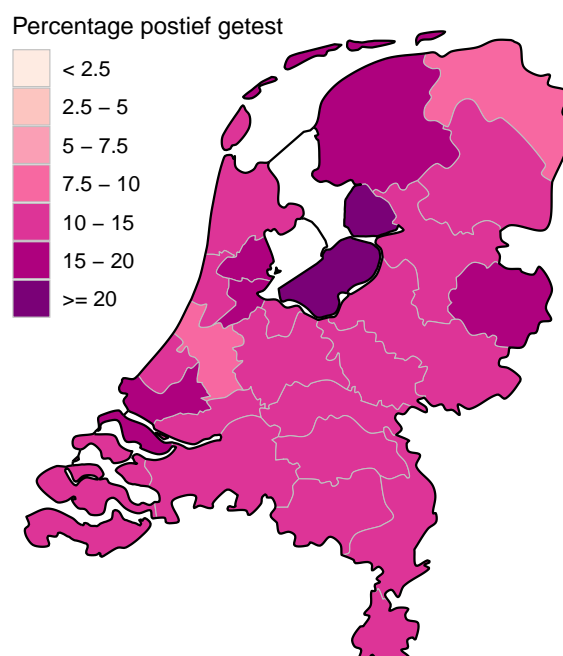 Percentage postief getest
< 2.5
2.5 – 5
5 – 7.5
7.5 – 10
10 – 15
15 – 20
>= 20